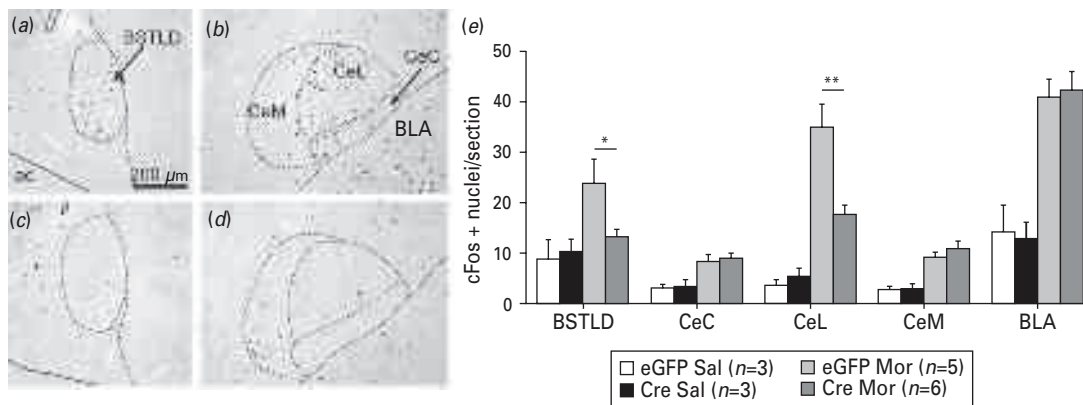 (a)
BSTLD
200 µm
(b)
CeC
CeL
CeM
BLA
(c)
(d)
(e)
cFos + nuclei/section
50
40
30
20
10
0
*
**
BSTLD
CeC
CeL
CeM
BLA
eGFP Sal (n=3)
eGFP Mor (n=5)
Cre Sal (n=3)
Cre Mor (n=6)